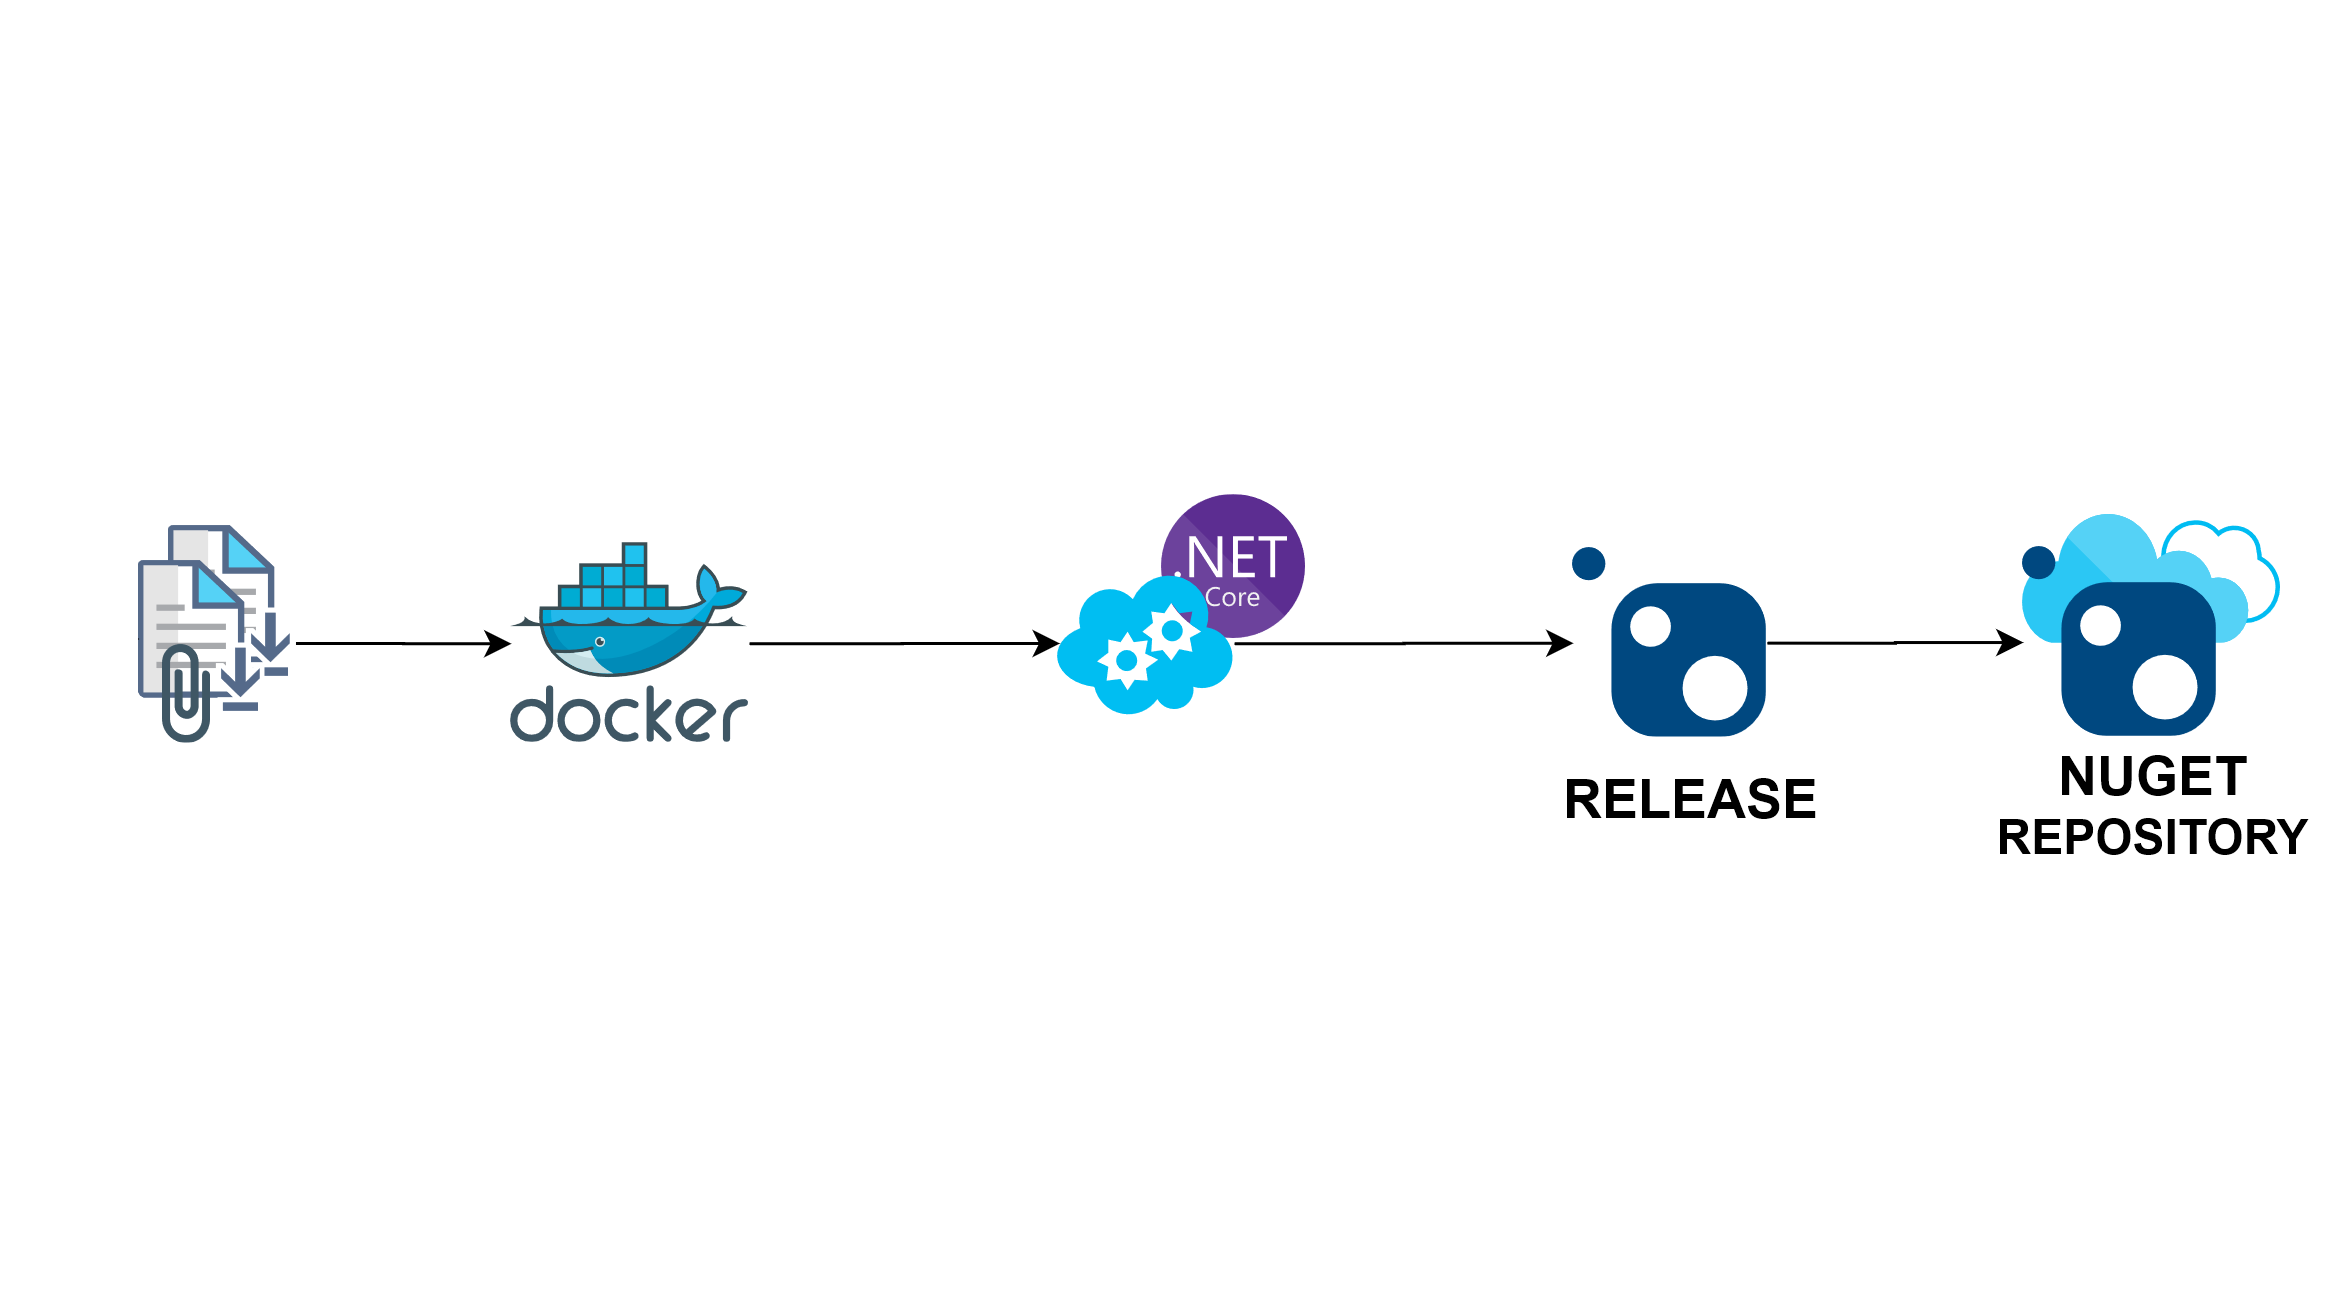 docker
.NET
Core
RELEASE
NUGET
REPOSITORY